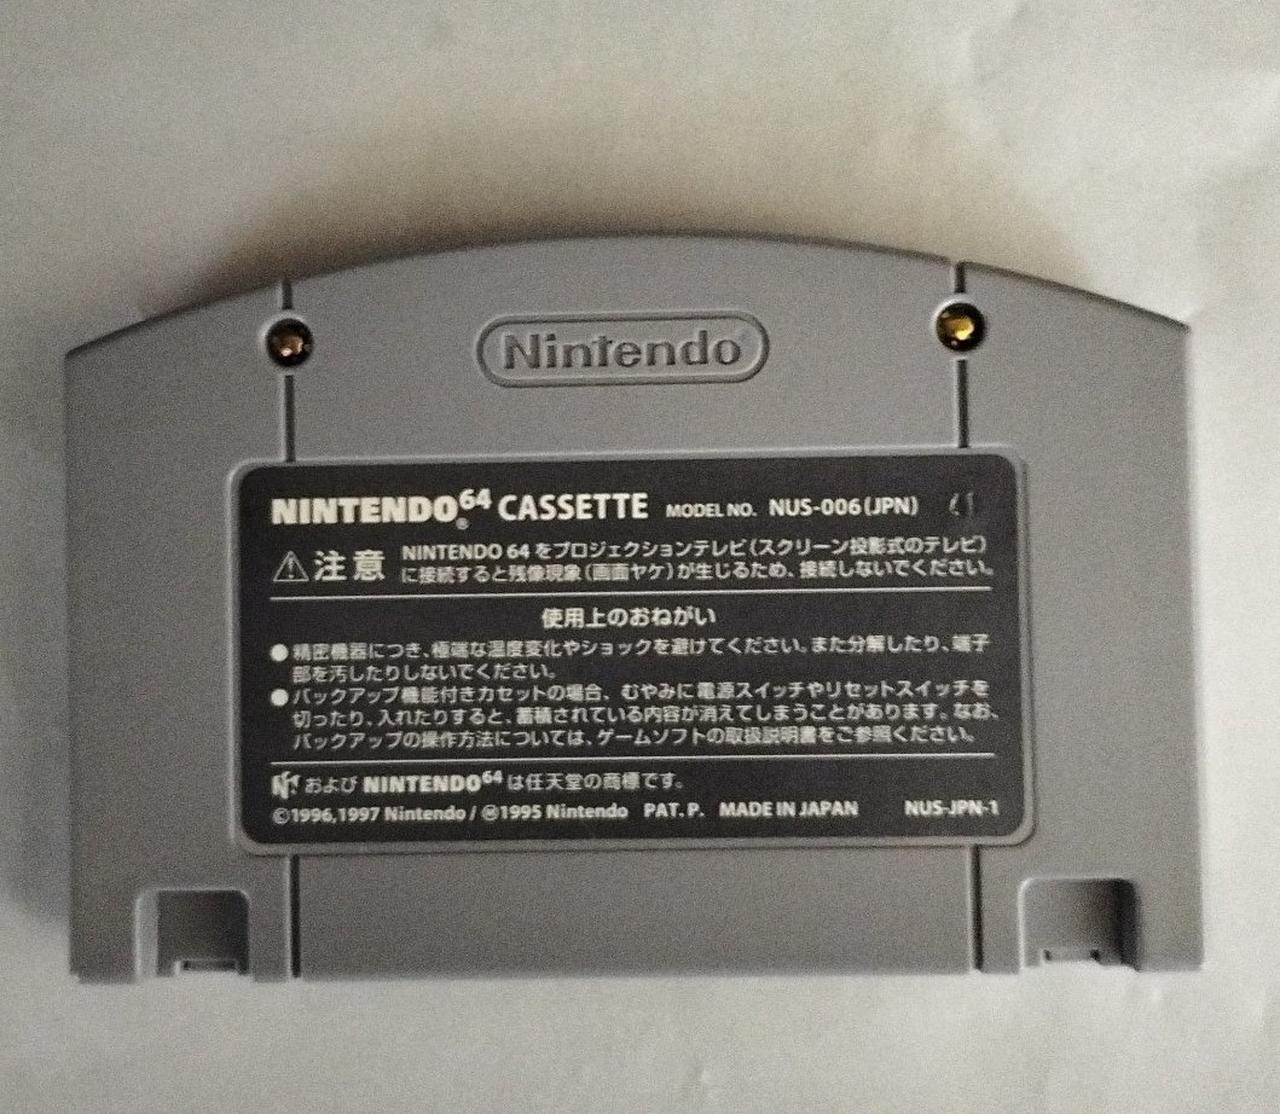 Nintendo
NINTENDO64® CASSETTE MODEL NO. NUS-006(JPN) 41
⚠注意 NINTENDO 64 をプロジェクションテレビ(スクリーン投影式のテレビ)
に接続すると残像現象(画面ヤケ)が生じるため、接続しないでください。
使用上のおねがい
●精密機器につき、極端な温度変化やショックを避けてください。また分解したり、端子
部を汚したりしないでください。
●バックアップ機能付きカセットの場合、むやみに電源スイッチやリセットスイッチを
切ったり、入れたりすると、蓄積されている内容が消えてしまうことがあります。なお、
バックアップの操作方法については、ゲームソフトの取扱説明書をご参照ください。
および NINTENDO64 は任天堂の商標です。
©1996,1997 Nintendo / Ⓜ1995 Nintendo PAT. P. MADE IN JAPAN NUS-JPN-1